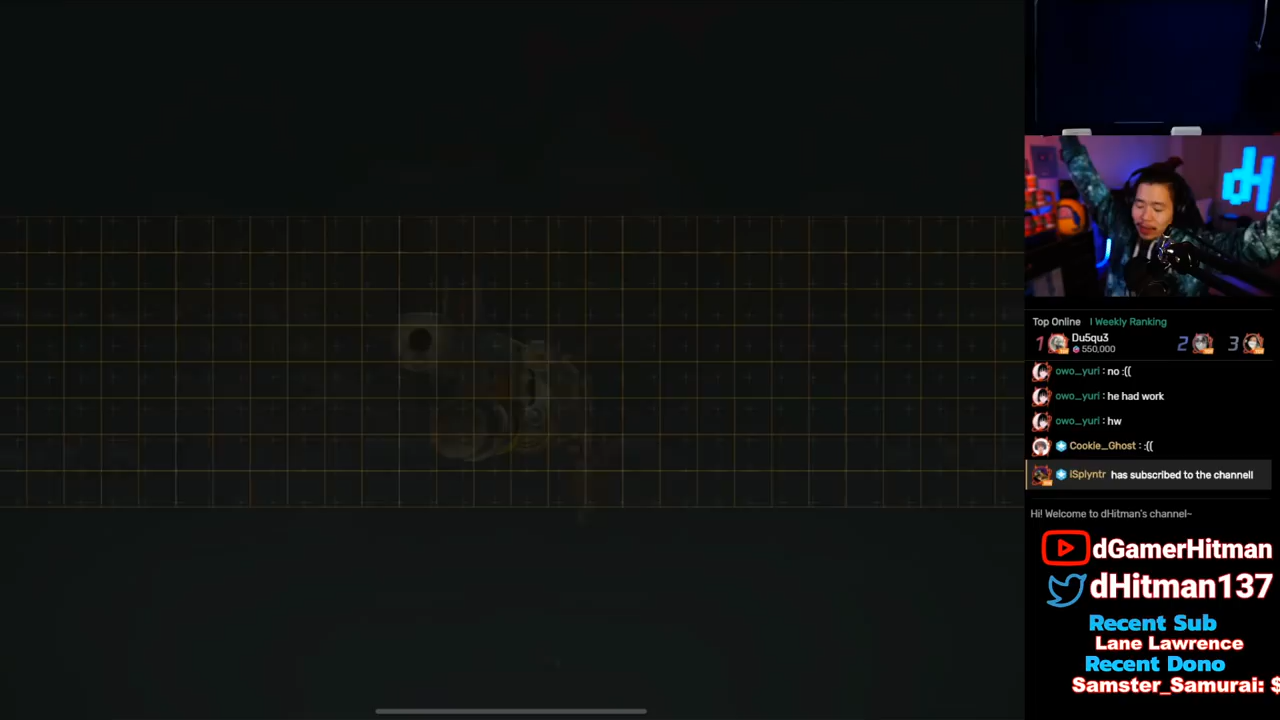 dH
Top Online | Weekly Ranking
1 Du5qu3 2 3
550,000
owo_yuri : no :((
owo_yuri : he had work
owo_yuri : hw
Cookie_Ghost : :((
iSplyntr has subscribed to the channel!
Hi! Welcome to dHitman's channel~
dGamerHitman
dHitman137
Recent Sub
Lane Lawrence
Recent Dono
Samster_Samurai: $